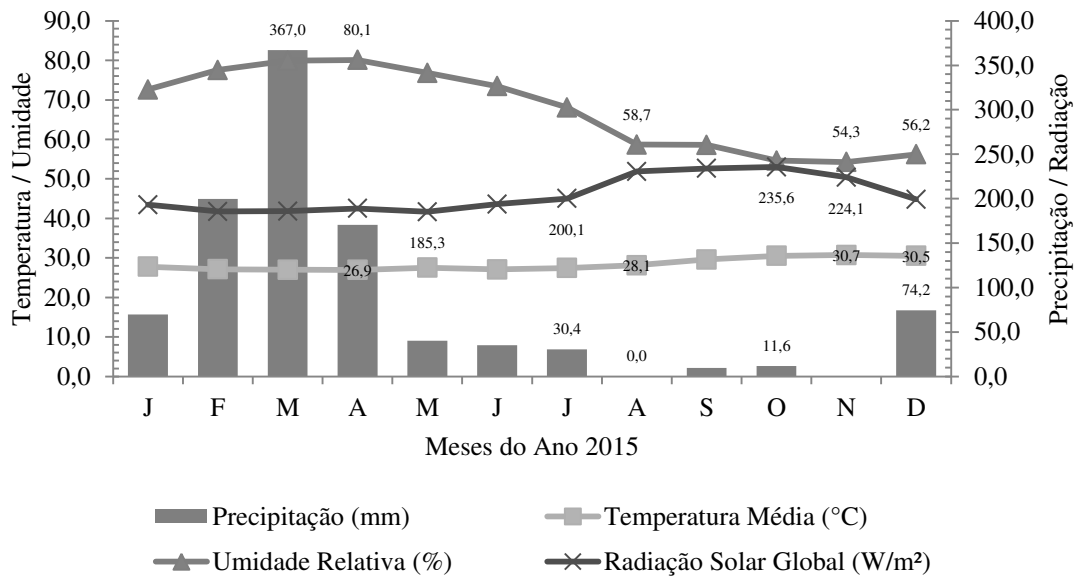 90,0
80,0
70,0
60,0
50,0
40,0
30,0
20,0
10,0
0,0
Temperatura / Umidade
400,0
350,0
300,0
250,0
200,0
150,0
100,0
50,0
0,0
Precipitação / Radiação
367,0 80,1
58,7 54,3 56,2
235,6 224,1
185,3 200,1
26,9 28,1 30,7 30,5
74,2
30,4 0,0 11,6
J F M A M J J A S O N D
Meses do Ano 2015
Precipitação (mm) Temperatura Média (°C)
Umidade Relativa (%) Radiação Solar Global (W/m²)